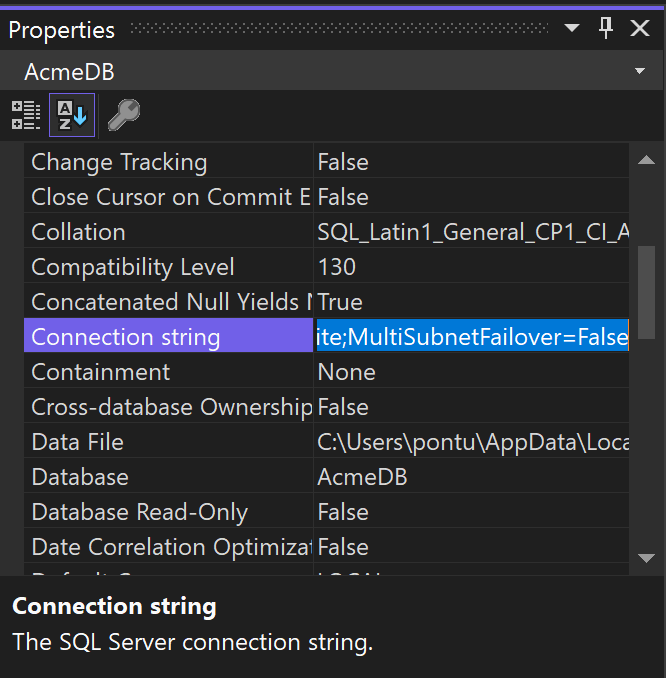 Properties
AcmeDB
Change Tracking False
Close Cursor on Commit E False
Collation SQL_Latin1_General_CP1_CI_A
Compatibility Level 130
Concatenated Null Yields N True
Connection string ite;MultiSubnetFailover=False
Containment None
Cross-database Ownership False
Data File C:\Users\pontu\AppData\Loca
Database AcmeDB
Database Read-Only False
Date Correlation Optimizat False
Connection string
The SQL Server connection string.